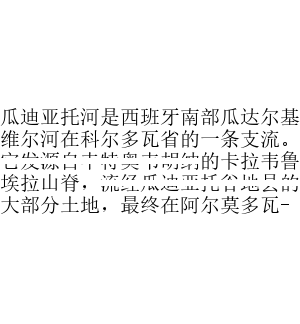 瓜迪亚托河是西班牙南部瓜达尔基
维尔河在科尔多瓦省的一条支流。
它发源自丰特奥韦胡纳的卡拉韦鲁
埃拉山脊，流经瓜迪亚托谷地县的
大部分土地，最终在阿尔莫多瓦-